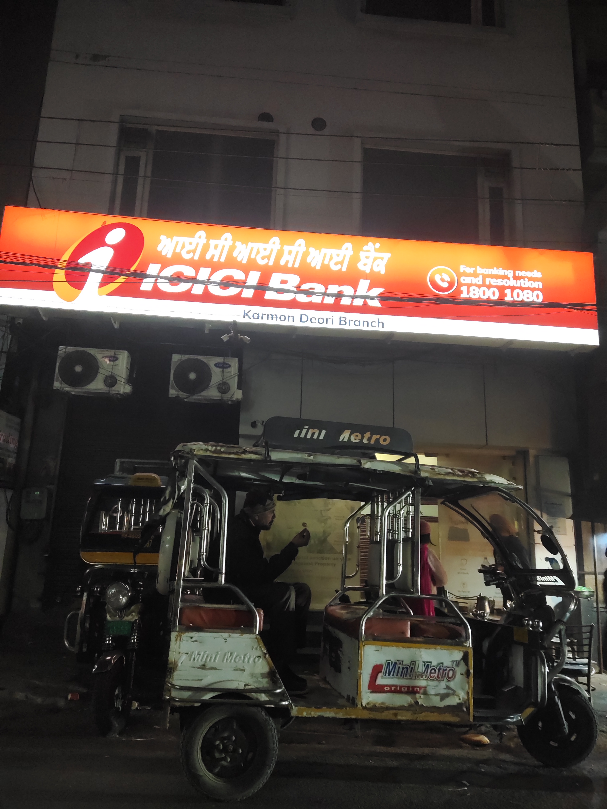 ਆਈ ਸੀ ਆਈ ਸੀ ਆਈ ਬੈਂਕ
ICICI Bank
For banking needs
and resolution
1800 1080
Karmon Deori Branch
Mini Metro
Mini Metro
Mini Metro
origin